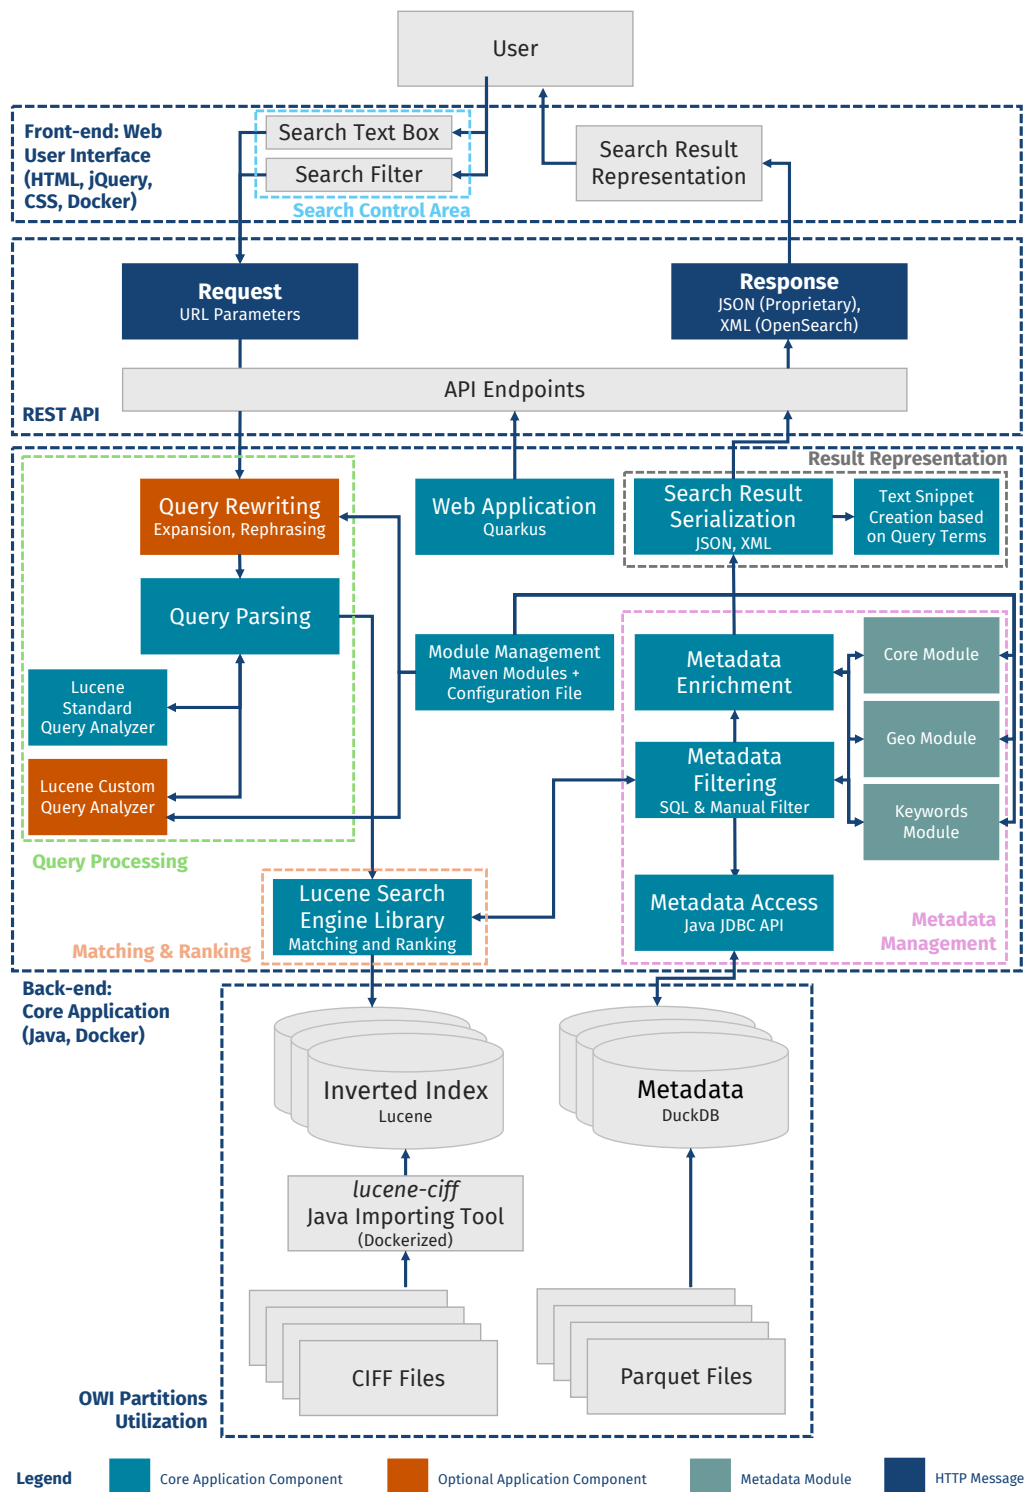 User
Front-end: Web
User Interface
(HTML, jQuery,
CSS, Docker)
Search Text Box
Search Filter
Search Control Area
Search Result
Representation
Request
URL Parameters
Response
JSON (Proprietary),
XML (OpenSearch)
API Endpoints
REST API
Result Representation
Query Rewriting
Expansion, Rephrasing
Web Application
Quarkus
Search Result
Serialization
JSON, XML
Text Snippet
Creation based
on Query Terms
Query Parsing
Module Management
Maven Modules +
Configuration File
Metadata
Enrichment
Core Module
Lucene
Standard
Query Analyzer
Geo Module
Metadata
Filtering
SQL & Manual Filter
Lucene Custom
Query Analyzer
Keywords
Module
Query Processing
Lucene Search
Engine Library
Matching and Ranking
Metadata Access
Java JDBC API
Matching & Ranking
Metadata
Management
Back-end:
Core Application
(Java, Docker)
Inverted Index
Lucene
Metadata
DuckDB
lucene-ciff
Java Importing Tool
(Dockerized)
CIFF Files
Parquet Files
OWI Partitions
Utilization
Legend
Core Application Component
Optional Application Component
Metadata Module
HTTP Message